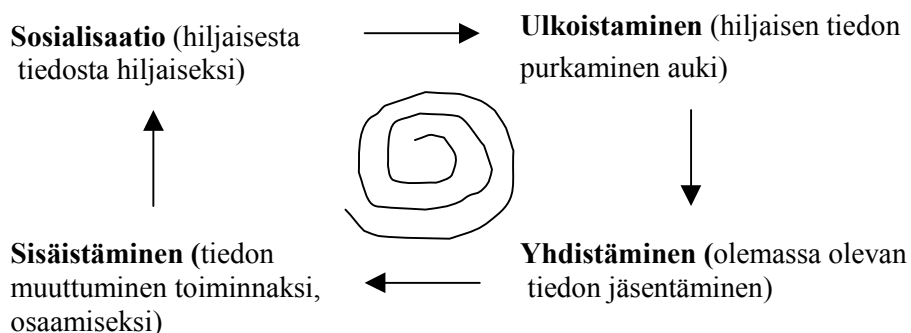 Sosialisaatio (hiljaisesta
tiedosta hiljaiseksi)
Ulkoistaminen (hiljaisen tiedon
purkaminen auki)
Sisäistäminen (tiedon
muuttuminen toiminnaksi,
osaamiseksi)
Yhdistäminen (olemassa olevan
tiedon jäsentäminen)